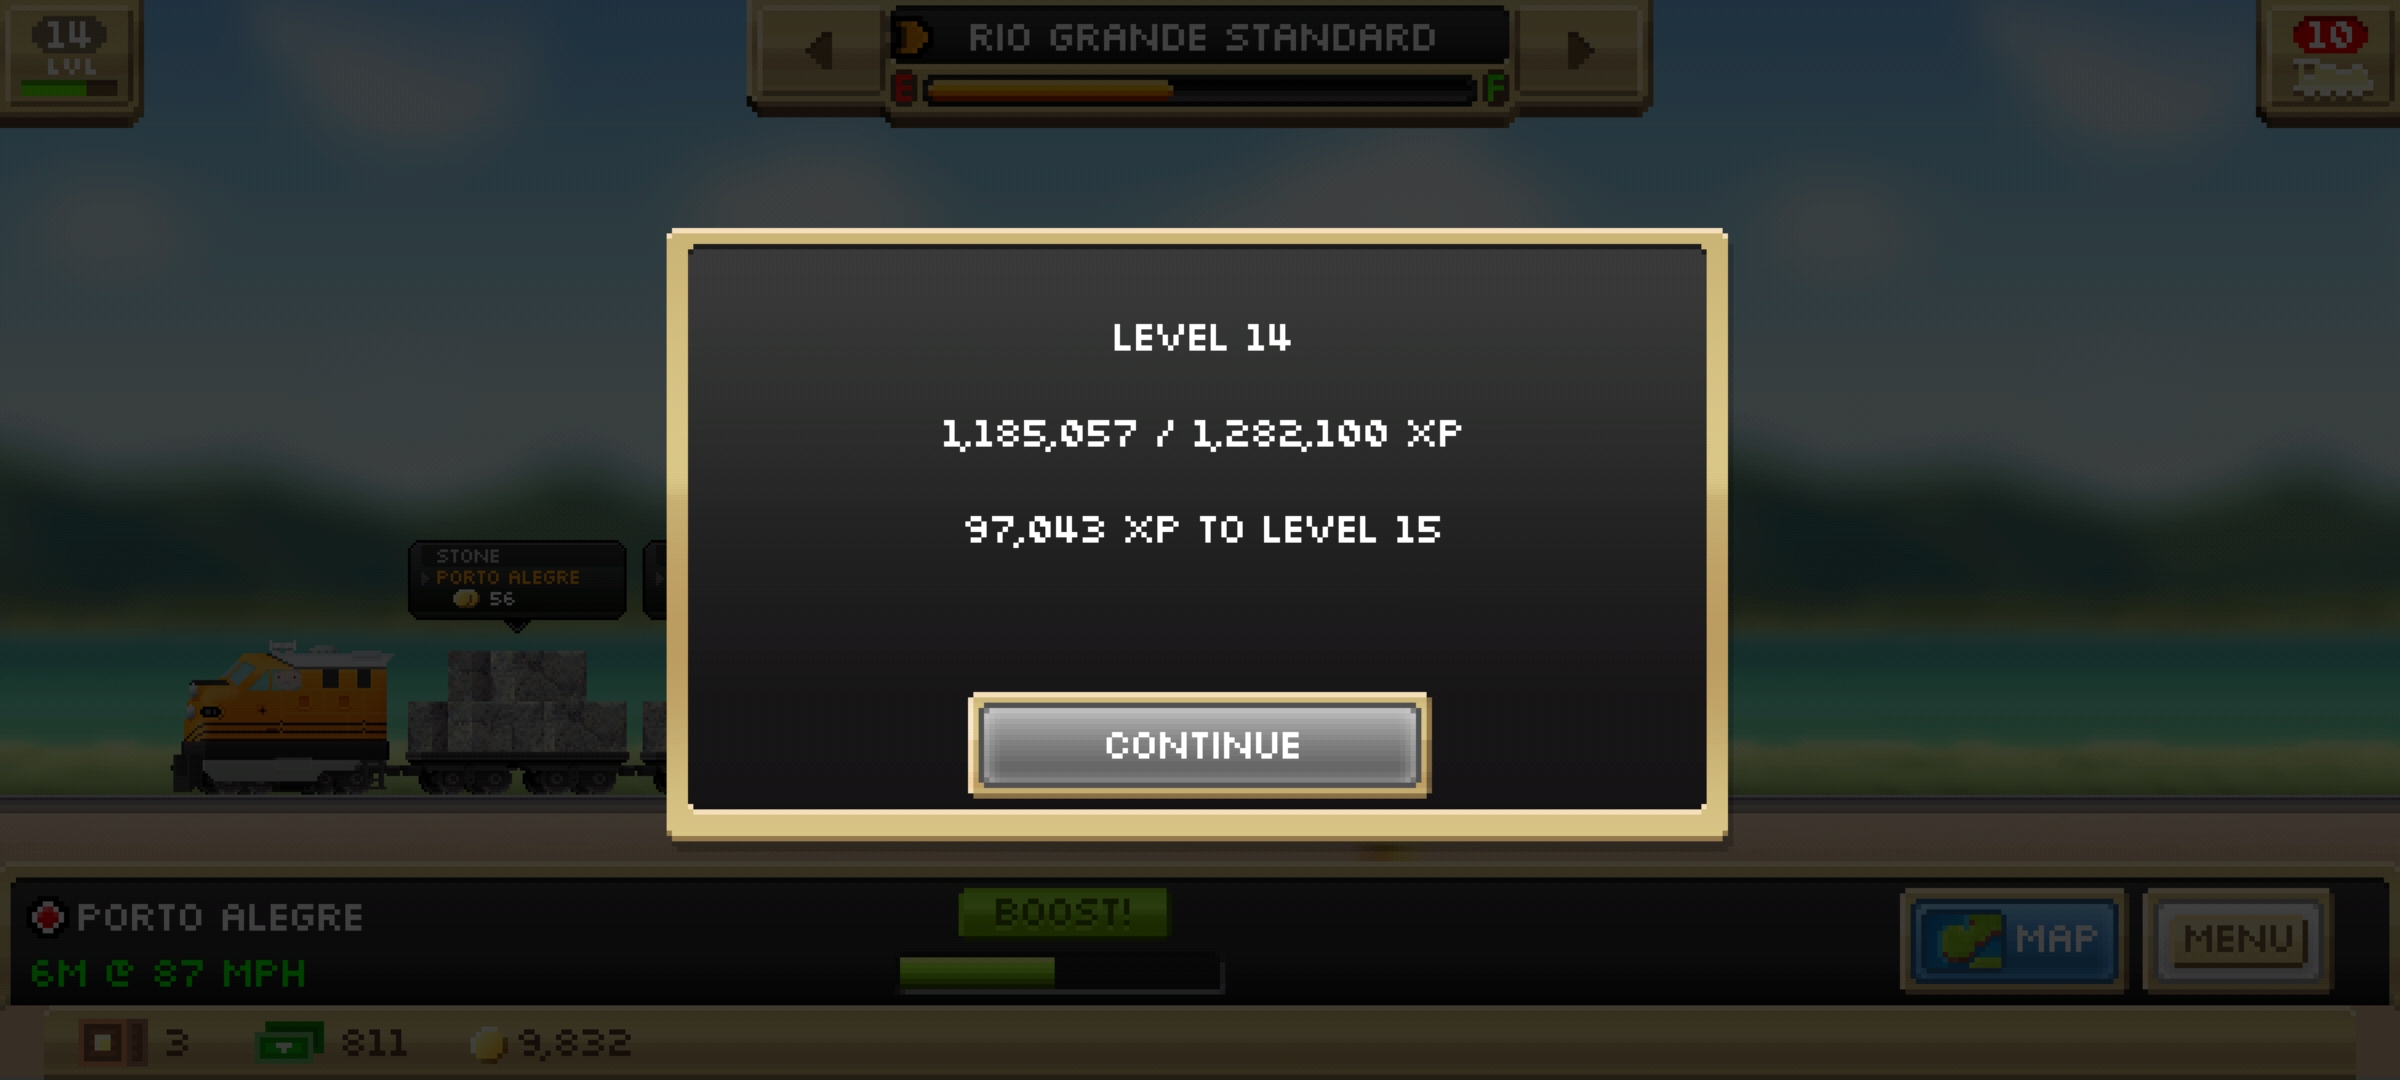 14
LVL
RIO GRANDE STANDARD
E F
10
LEVEL 14
1,185,057 / 1,282,100 XP
97,043 XP TO LEVEL 15
STONE
PORTO ALEGRE
56
CONTINUE
PORTO ALEGRE
6M @ 87 MPH
BOOST!
MAP
MENU
3
811
9,832